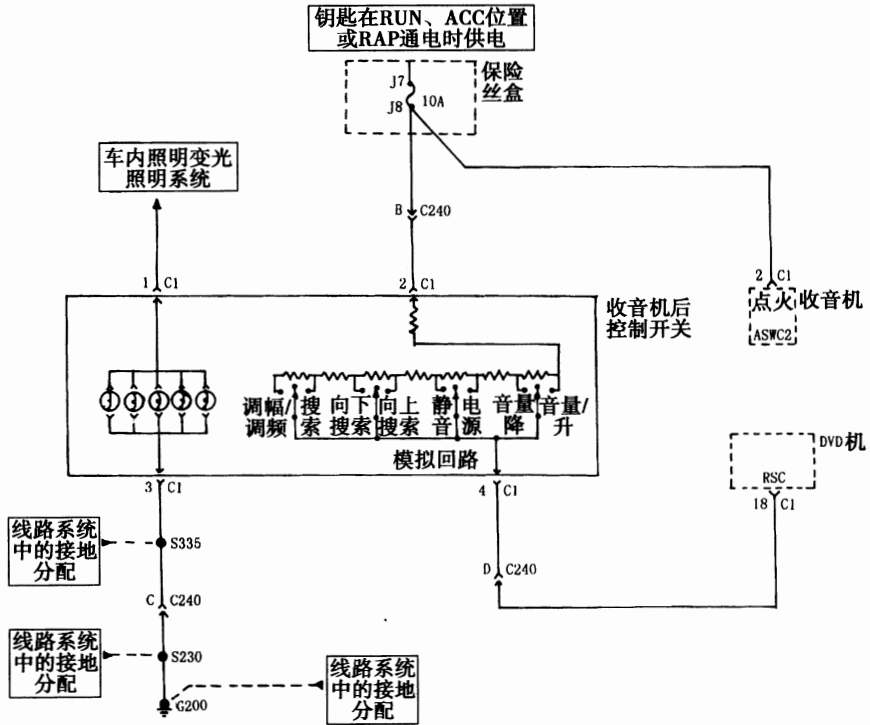 钥匙在RUN、ACC位置
或RAP通电时供电
保险
丝盒
J7
J8
10A
车内照明变光
照明系统
B
C240
1
C1
2
C1
2
C1
点火
收音机
ASWC2
收音机后
控制开关
调幅/
调频
搜
索
向下
搜索
向上
搜索
静
音
电
源
音量
降
音量/
升
模拟回路
DVD机
RSC
3
C1
4
C1
18
C1
线路系统
中的接地
分配
S335
D
C240
C
C240
线路系统
中的接地
分配
S230
线路系统
中的接地
分配
G200